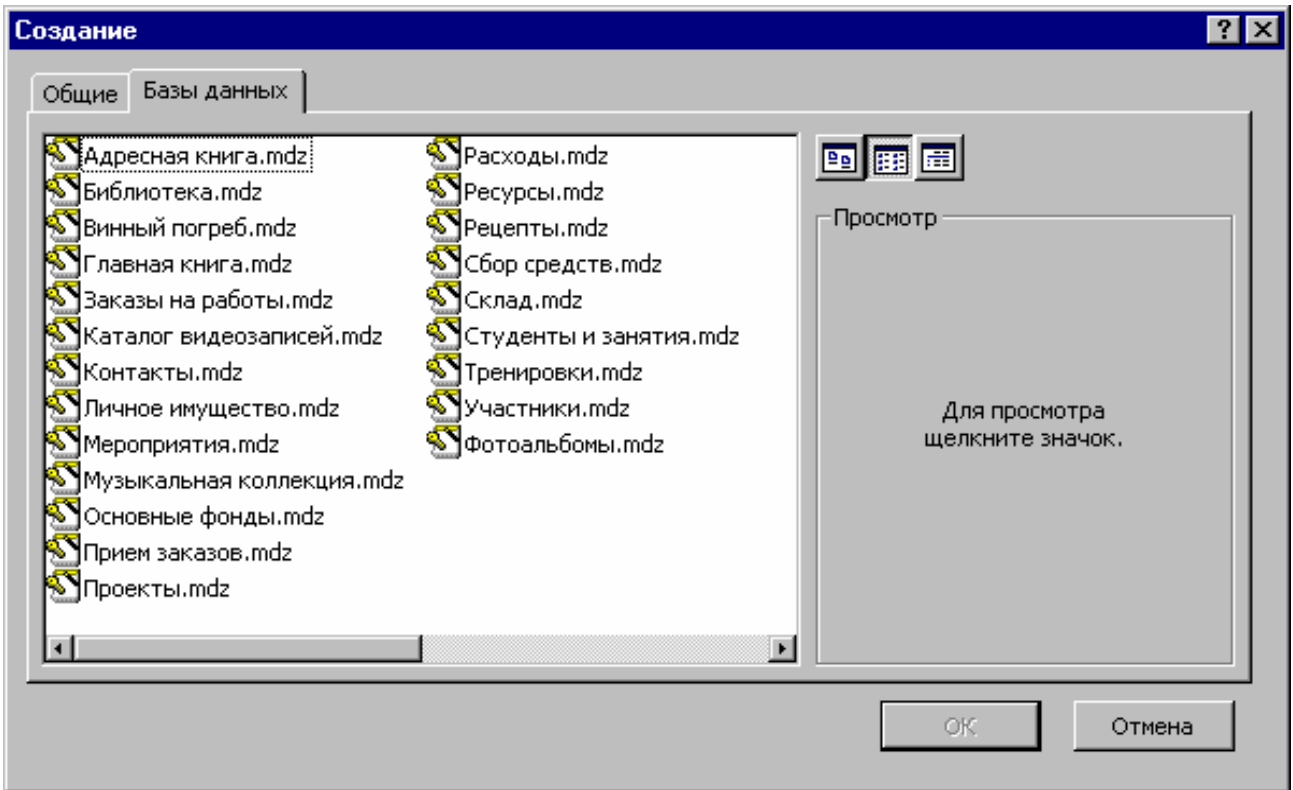 Создание
Общие
Базы данных
Адресная книга.mdz
Библиотека.mdz
Винный погреб.mdz
Главная книга.mdz
Заказы на работы.mdz
Каталог видеозаписей.mdz
Контакты.mdz
Личное имущество.mdz
Мероприятия.mdz
Музыкальная коллекция.mdz
Основные фонды.mdz
Прием заказов.mdz
Проекты.mdz
Расходы.mdz
Ресурсы.mdz
Рецепты.mdz
Сбор средств.mdz
Склад.mdz
Студенты и занятия.mdz
Тренировки.mdz
Участники.mdz
Фотоальбомы.mdz
Просмотр
Для просмотра
щелкните значок.
OK
Отмена